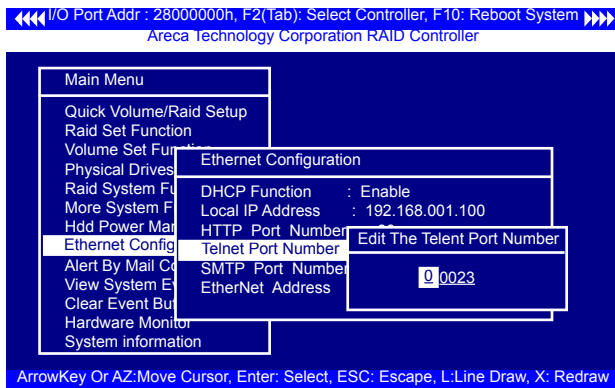 I/O Port Addr : 28000000h, F2(Tab): Select Controller, F10: Reboot System
Areca Technology Corporation RAID Controller
Main Menu
Quick Volume/Raid Setup
Raid Set Function
Volume Set Function
Physical Drives
Raid System Fu
More System F
Hdd Power Man
Ethernet Config
Alert By Mail Co
View System Ev
Clear Event Buf
Hardware Monitor
System information
Ethernet Configuration
DHCP Function : Enable
Local IP Address : 192.168.001.100
HTTP Port Number
Telnet Port Number
SMTP Port Number
EtherNet Address
Edit The Telent Port Number
0 0023
ArrowKey Or AZ:Move Cursor, Enter: Select, ESC: Escape, L:Line Draw, X: Redraw